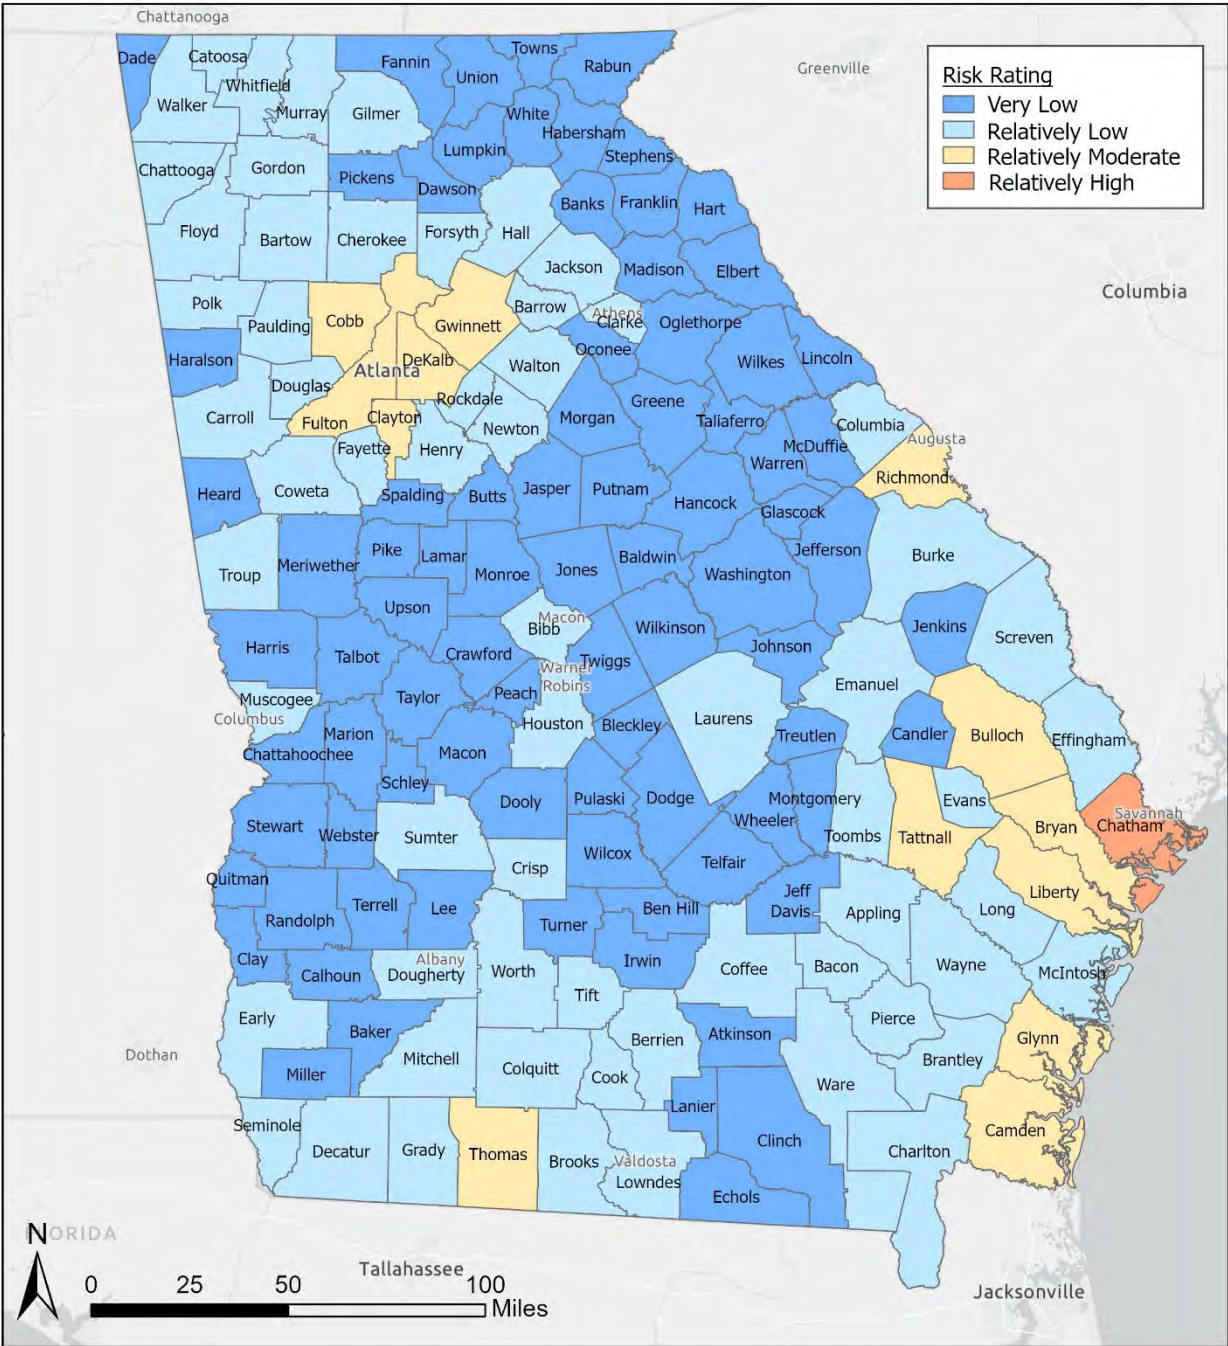 Chattanooga
Dade
Catoosa
Whitfield
Walker
Murray
Fannin
Gilmer
Union
Towns
Rabun
Greenville
Risk Rating
Very Low
Relatively Low
Relatively Moderate
Relatively High
White
Habersham
Lumpkin
Stephens
Chattooga
Gordon
Pickens
Dawson
Banks
Franklin
Hart
Floyd
Bartow
Cherokee
Forsyth
Hall
Jackson
Madison
Elbert
Columbia
Polk
Paulding
Cobb
Gwinnett
Barrow
Athens
Clarke
Oglethorpe
Haralson
Douglas
Atlanta
DeKalb
Walton
Oconee
Wilkes
Lincoln
Carroll
Fulton
Clayton
Rockdale
Newton
Morgan
Greene
Taliaferro
McDuffie
Columbia
Augusta
Fayette
Henry
Warren
Richmond
Heard
Coweta
Spalding
Butts
Jasper
Putnam
Hancock
Glascock
Troup
Meriwether
Pike
Lamar
Monroe
Jones
Baldwin
Washington
Jefferson
Burke
Upson
Macon
Bibb
Wilkinson
Johnson
Jenkins
Screven
Harris
Talbot
Crawford
Warner
Robins
Twiggs
Muscogee
Columbus
Taylor
Peach
Houston
Bleckley
Laurens
Emanuel
Treutlen
Candler
Bulloch
Effingham
Chattahoochee
Marion
Schley
Macon
Dooly
Pulaski
Dodge
Montgomery
Wheeler
Toombs
Tattnall
Evans
Bryan
Savannah
Chatham
Stewart
Webster
Sumter
Crisp
Wilcox
Telfair
Quitman
Randolph
Terrell
Lee
Turner
Ben Hill
Jeff
Davis
Appling
Long
Liberty
Clay
Calhoun
Albany
Dougherty
Worth
Irwin
Coffee
Bacon
Wayne
McIntosh
Tift
Early
Baker
Mitchell
Berrien
Atkinson
Pierce
Glynn
Dothan
Miller
Colquitt
Cook
Ware
Brantley
Lanier
Seminole
Decatur
Grady
Thomas
Brooks
Valdosta
Lowndes
Clinch
Echols
Charlton
Camden
FLORIDA
N
Tallahassee
Jacksonville
0
25
50
100
Miles